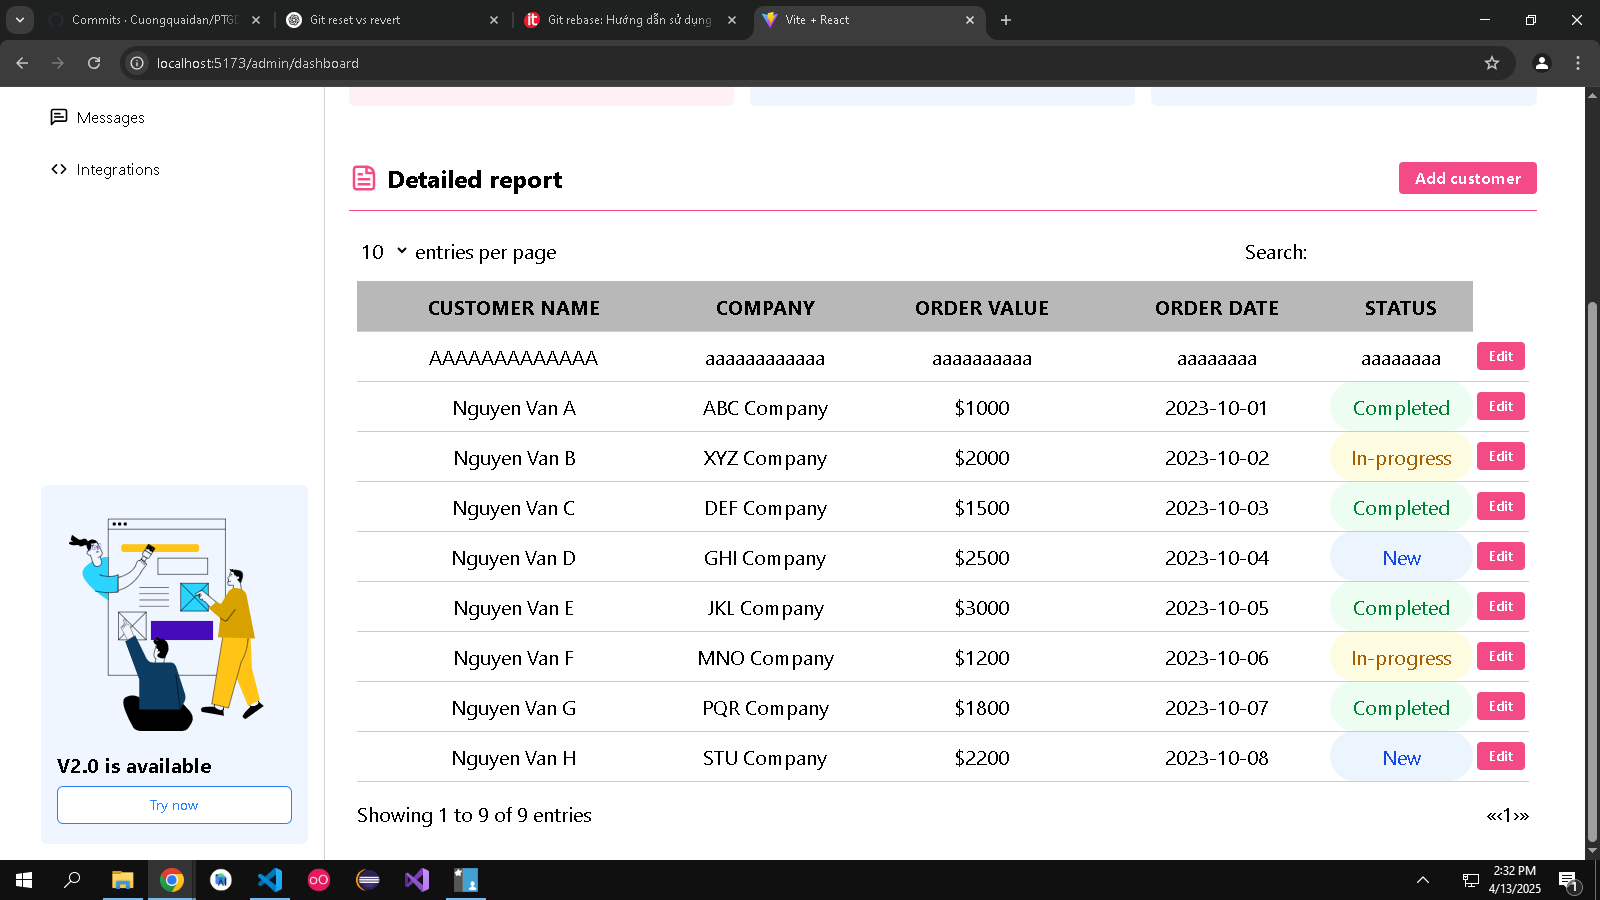 Commits · Cuongquaidan/PTGD
Git reset vs revert
Git rebase: Hướng dẫn sử dụng
Vite + React
localhost:5173/admin/dashboard
Messages
Integrations
V2.0 is available
Try now
Detailed report
Add customer
10 entries per page
Search:
CUSTOMER NAME COMPANY ORDER VALUE ORDER DATE STATUS
AAAAAAAAAAAAA aaaaaaaaaaaa aaaaaaaaaa aaaaaaaa aaaaaaaa Edit
Nguyen Van A ABC Company $1000 2023-10-01 Completed Edit
Nguyen Van B XYZ Company $2000 2023-10-02 In-progress Edit
Nguyen Van C DEF Company $1500 2023-10-03 Completed Edit
Nguyen Van D GHI Company $2500 2023-10-04 New Edit
Nguyen Van E JKL Company $3000 2023-10-05 Completed Edit
Nguyen Van F MNO Company $1200 2023-10-06 In-progress Edit
Nguyen Van G PQR Company $1800 2023-10-07 Completed Edit
Nguyen Van H STU Company $2200 2023-10-08 New Edit
Showing 1 to 9 of 9 entries
«‹1›»
2:32 PM
4/13/2025
1